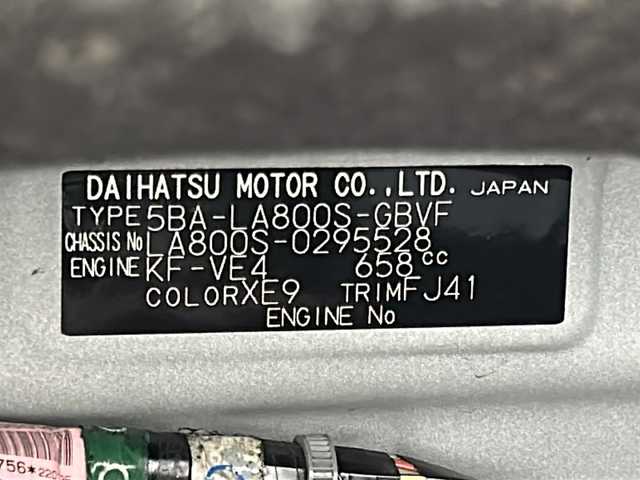 DAIHATSU MOTOR CO.,LTD. JAPAN
TYPE 5BA-LA800S-GBVF
CHASSIS No LA800S-0295528
ENGINE KF-VE4 658cc
COLOR XE9 TRIM FJ41
ENGINE No